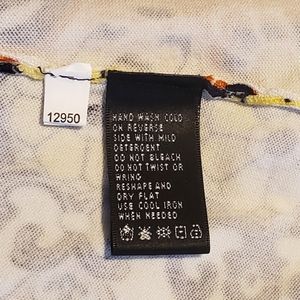 12950
HAND WASH COLD
ON REVERSE
SIDE WITH MILD
DETERGENT
DO NOT BLEACH
DO NOT TWIST OR
WRING
RESHAPE AND
DRY FLAT
USE COOL IRON
WHEN NEEDED